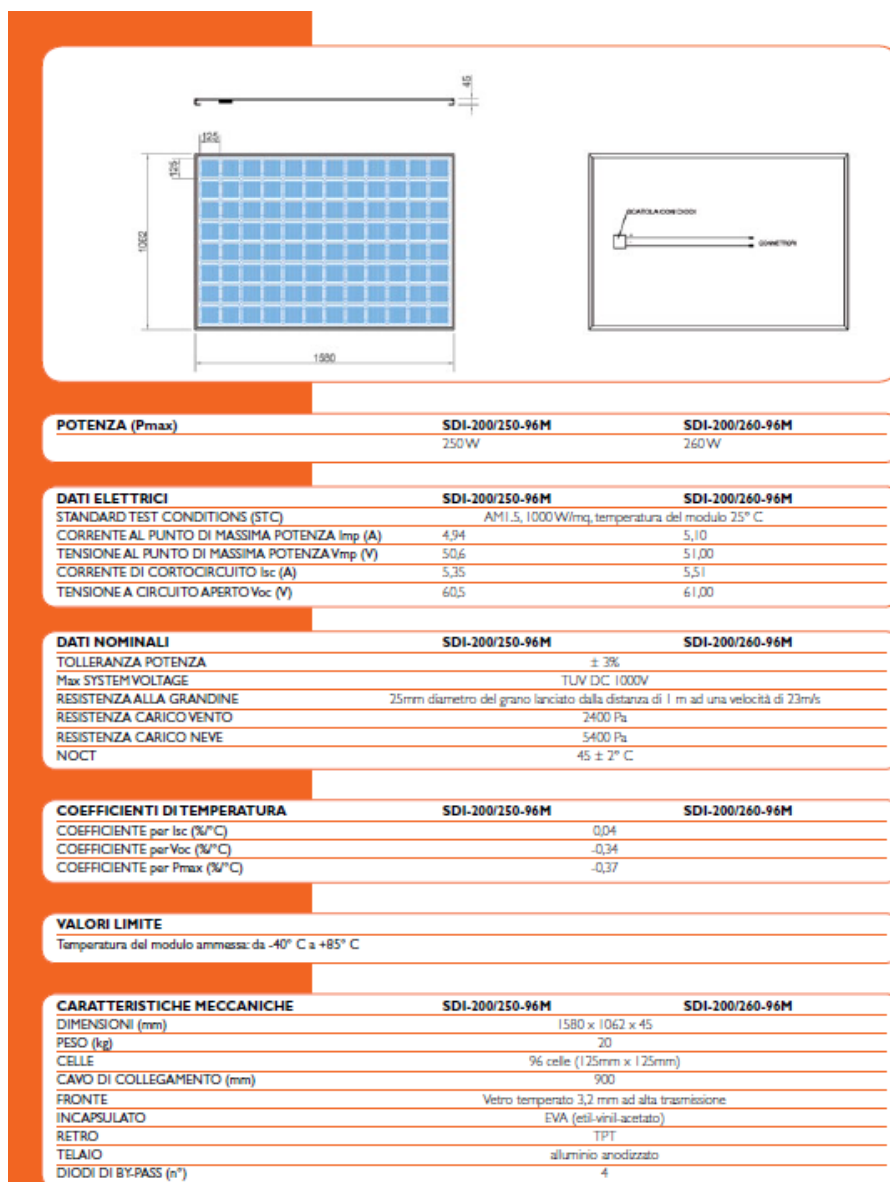 45
125
125
1062
1580
SCATOLA CON DIODI
CONNETTORI
POTENZA (Pmax) SDI-200/250-96M SDI-200/260-96M
250 W 260 W
DATI ELETTRICI SDI-200/250-96M SDI-200/260-96M
STANDARD TEST CONDITIONS (STC) AM1.5, 1000 W/mq, temperatura del modulo 25° C
CORRENTE AL PUNTO DI MASSIMA POTENZA Imp (A) 4,94 5,10
TENSIONE AL PUNTO DI MASSIMA POTENZA Vmp (V) 50,6 51,00
CORRENTE DI CORTOCIRCUITO Isc (A) 5,35 5,51
TENSIONE A CIRCUITO APERTO Voc (V) 60,5 61,00
DATI NOMINALI SDI-200/250-96M SDI-200/260-96M
TOLLERANZA POTENZA ± 3%
Max SYSTEM VOLTAGE TUV DC 1000V
RESISTENZA ALLA GRANDINE 25mm diametro del grano lanciato dalla distanza di 1 m ad una velocità di 23m/s
RESISTENZA CARICO VENTO 2400 Pa
RESISTENZA CARICO NEVE 5400 Pa
NOCT 45 ± 2° C
COEFFICIENTI DI TEMPERATURA SDI-200/250-96M SDI-200/260-96M
COEFFICIENTE per Isc (%/°C) 0,04
COEFFICIENTE per Voc (%/°C) -0,34
COEFFICIENTE per Pmax (%/°C) -0,37
VALORI LIMITE
Temperatura del modulo ammessa: da -40° C a +85° C
CARATTERISTICHE MECCANICHE SDI-200/250-96M SDI-200/260-96M
DIMENSIONI (mm) 1580 x 1062 x 45
PESO (kg) 20
CELLE 96 celle (125mm x 125mm)
CAVO DI COLLEGAMENTO (mm) 900
FRONTE Vetro temperato 3,2 mm ad alta trasmissione
INCAPSULATO EVA (etil-vinil-acetato)
RETRO TPT
TELAIO alluminio anodizzato
DIODI DI BY-PASS (n°) 4